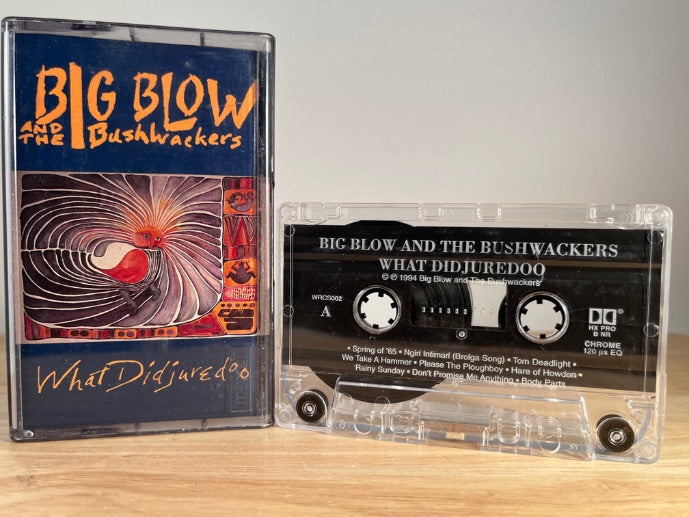 BIG BLOW
AND THE Bushwackers
What Didjuredoo
BIG BLOW AND THE BUSHWACKERS
WHAT DIDJUREDOO
© ℗ 1994 Big Blow and The Bushwackers
WRCS002
A
HX PRO
B NR
CHROME
120 µs EQ
• Spring of '65 • Ngiri Intimari (Brolga Song) • Tom Deadlight •
We Take A Hammer • Please The Ploughboy • Hare of Howden •
Rainy Sunday • Don't Promise Me Anything • Body Parts
SY